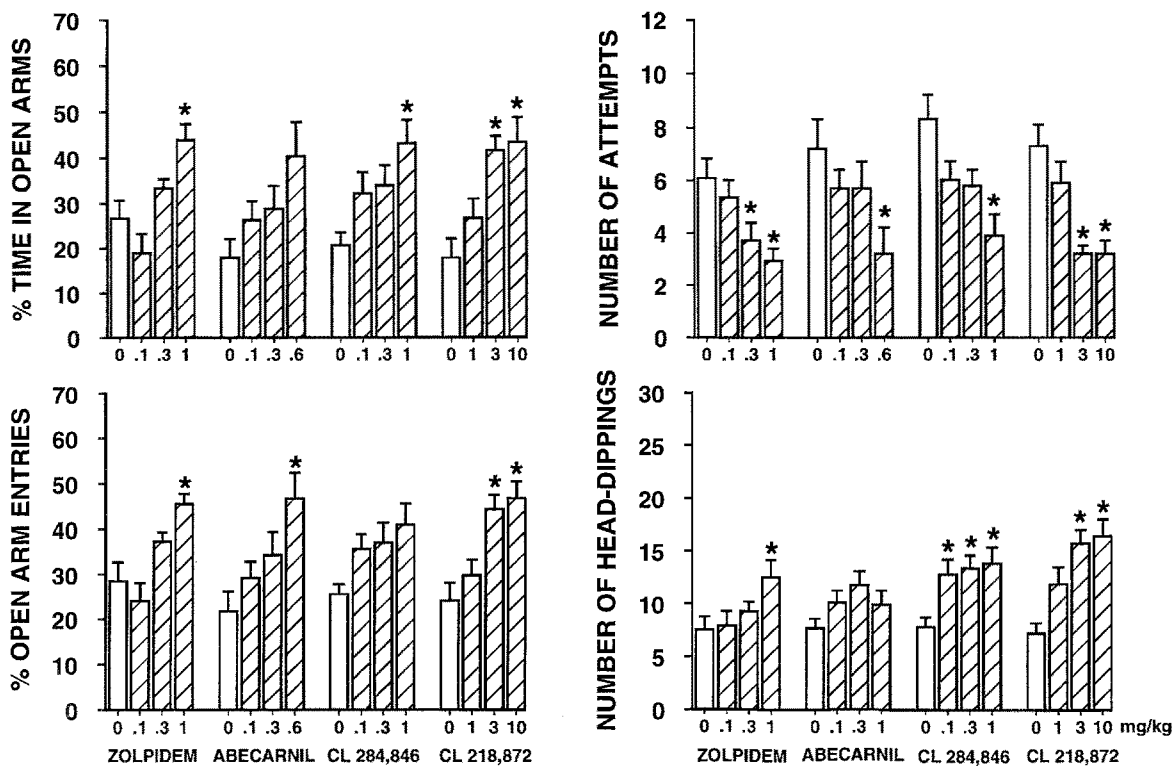 % TIME IN OPEN ARMS
70
60
50
40
30
20
10
0
* * * *
0 .1 .3 1 0 .1 .3 .6 0 .1 .3 1 0 1 3 10
NUMBER OF ATTEMPTS
12
10
8
6
4
2
0
* * * * * *
0 .1 .3 1 0 .1 .3 .6 0 .1 .3 1 0 1 3 10
% OPEN ARM ENTRIES
70
60
50
40
30
20
10
0
* * * *
0 .1 .3 1 0 .1 .3 .6 0 .1 .3 1 0 1 3 10
ZOLPIDEM ABECARNIL CL 284,846 CL 218,872
NUMBER OF HEAD-DIPPINGS
30
25
20
15
10
5
0
* * * * * *
0 .1 .3 1 0 .1 .3 .6 0 .1 .3 1 0 1 3 10 mg/kg
ZOLPIDEM ABECARNIL CL 284,846 CL 218,872